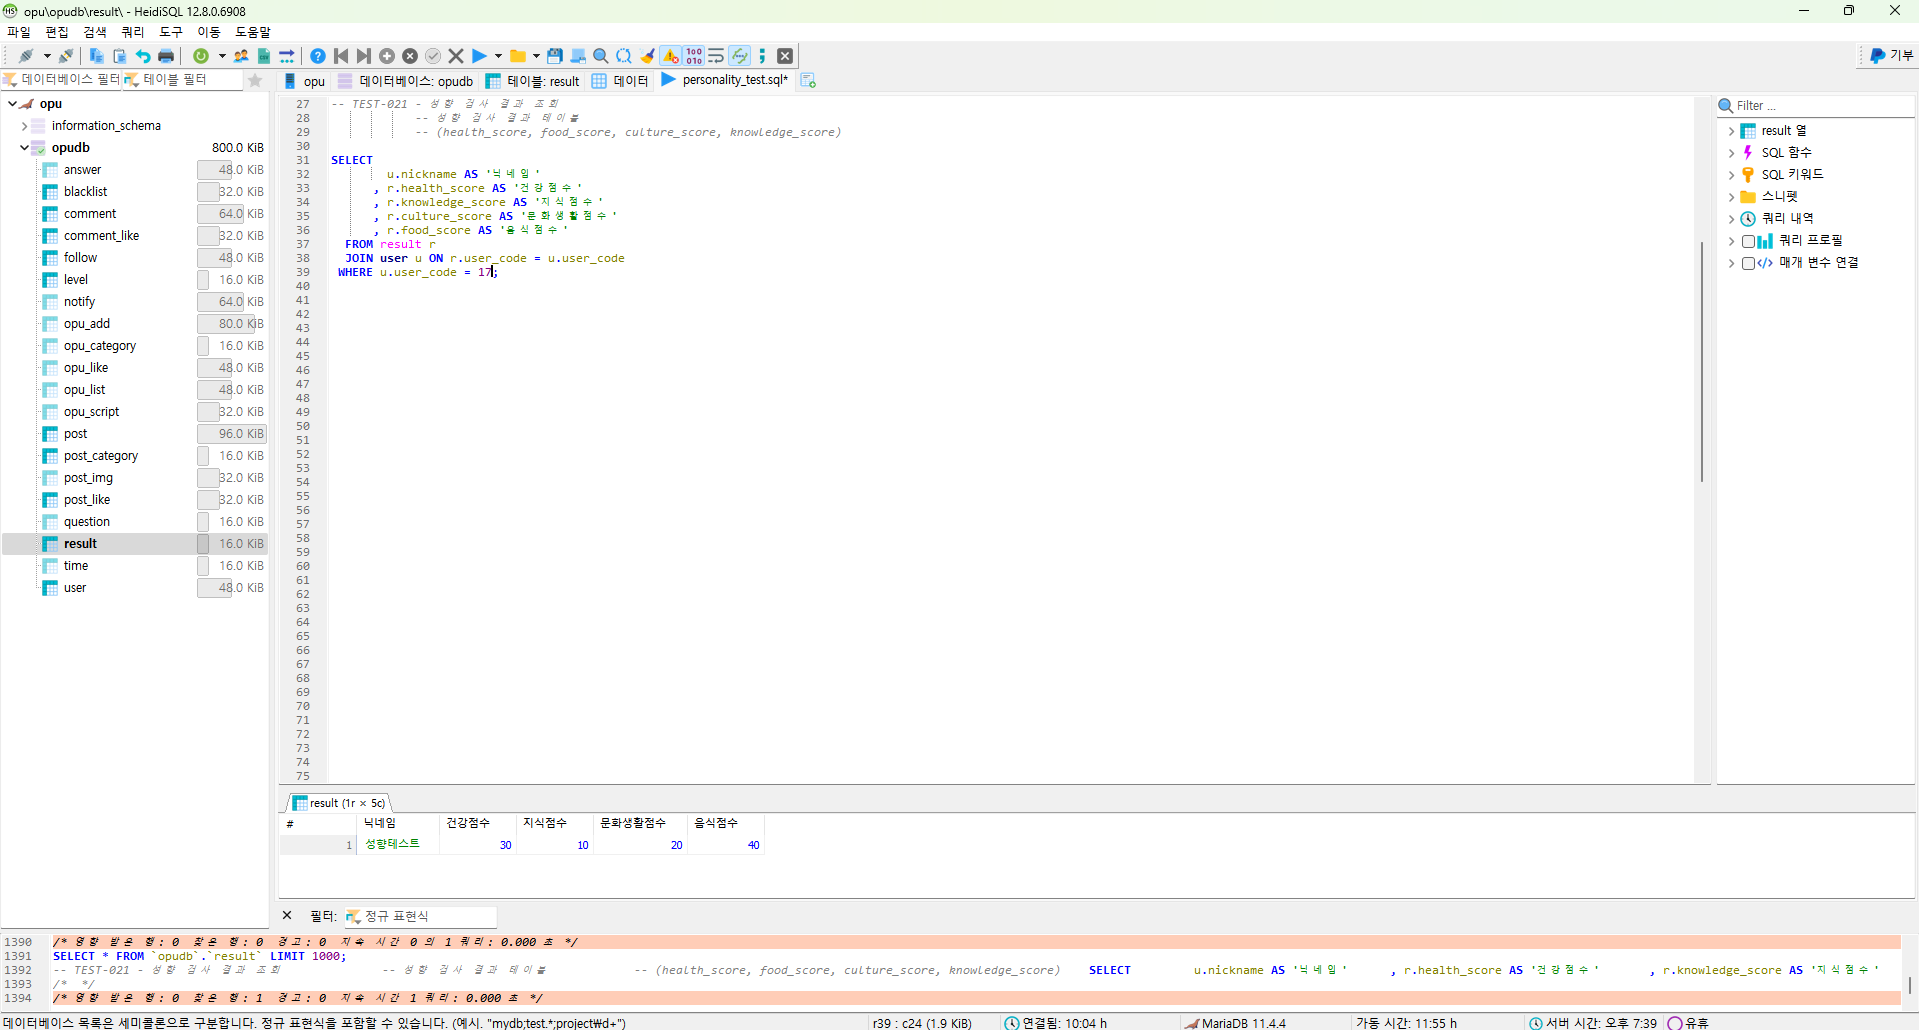 opu\opudb\result\ - HeidiSQL 12.8.0.6908
파일 편집 검색 쿼리 도구 이동 도움말
기부
데이터베이스 필터 테이블 필터
opu 데이터베이스: opudb 테이블: result 데이터 personality_test.sql*
opu
information_schema
opudb 800.0 KiB
answer 48.0 KiB
blacklist 32.0 KiB
comment 64.0 KiB
comment_like 32.0 KiB
follow 48.0 KiB
level 16.0 KiB
notify 64.0 KiB
opu_add 80.0 KiB
opu_category 16.0 KiB
opu_like 48.0 KiB
opu_list 48.0 KiB
opu_script 32.0 KiB
post 96.0 KiB
post_category 16.0 KiB
post_img 32.0 KiB
post_like 32.0 KiB
question 16.0 KiB
result 16.0 KiB
time 16.0 KiB
user 48.0 KiB
27 -- TEST-021 - 성향 검사 결과 조회
28 -- 성향 검사 결과 테이블
29 -- (health_score, food_score, culture_score, knowledge_score)
30
31 SELECT
32 u.nickname AS '닉네임'
33 , r.health_score AS '건강점수'
34 , r.knowledge_score AS '지식점수'
35 , r.culture_score AS '문화생활점수'
36 , r.food_score AS '음식점수'
37 FROM result r
38 JOIN user u ON r.user_code = u.user_code
39 WHERE u.user_code = 17;
40
41
42
43
44
45
46
47
48
49
50
51
52
53
54
55
56
57
58
59
60
61
62
63
64
65
66
67
68
69
70
71
72
73
74
75
Filter ...
result 열
SQL 함수
SQL 키워드
스니펫
쿼리 내역
쿼리 프로필
매개 변수 연결
result (1r × 5c)
# 닉네임 건강점수 지식점수 문화생활점수 음식점수
1 성향테스트 30 10 20 40
필터: 정규 표현식
1390 /* 영향 받은 행: 0 찾은 행: 0 경고: 0 지속 시간 0 의 1 쿼리: 0.000 초 */
1391 SELECT * FROM `opudb`.`result` LIMIT 1000;
1392 -- TEST-021 - 성향 검사 결과 조회 -- 성향 검사 결과 테이블 -- (health_score, food_score, culture_score, knowledge_score) SELECT u.nickname AS '닉네임' , r.health_score AS '건강점수' , r.knowledge_score AS '지식점수'
1393 /* */
1394 /* 영향 받은 행: 0 찾은 행: 1 경고: 0 지속 시간 1 쿼리: 0.000 초 */
데이터베이스 목록은 세미콜론으로 구분합니다. 정규 표현식을 포함할 수 있습니다. (예시. "mydb;test.*;project₩d+") r39 : c24 (1.9 KiB) 연결됨: 10:04 h MariaDB 11.4.4 가동 시간: 11:55 h 서버 시간: 오후 7:39 유휴